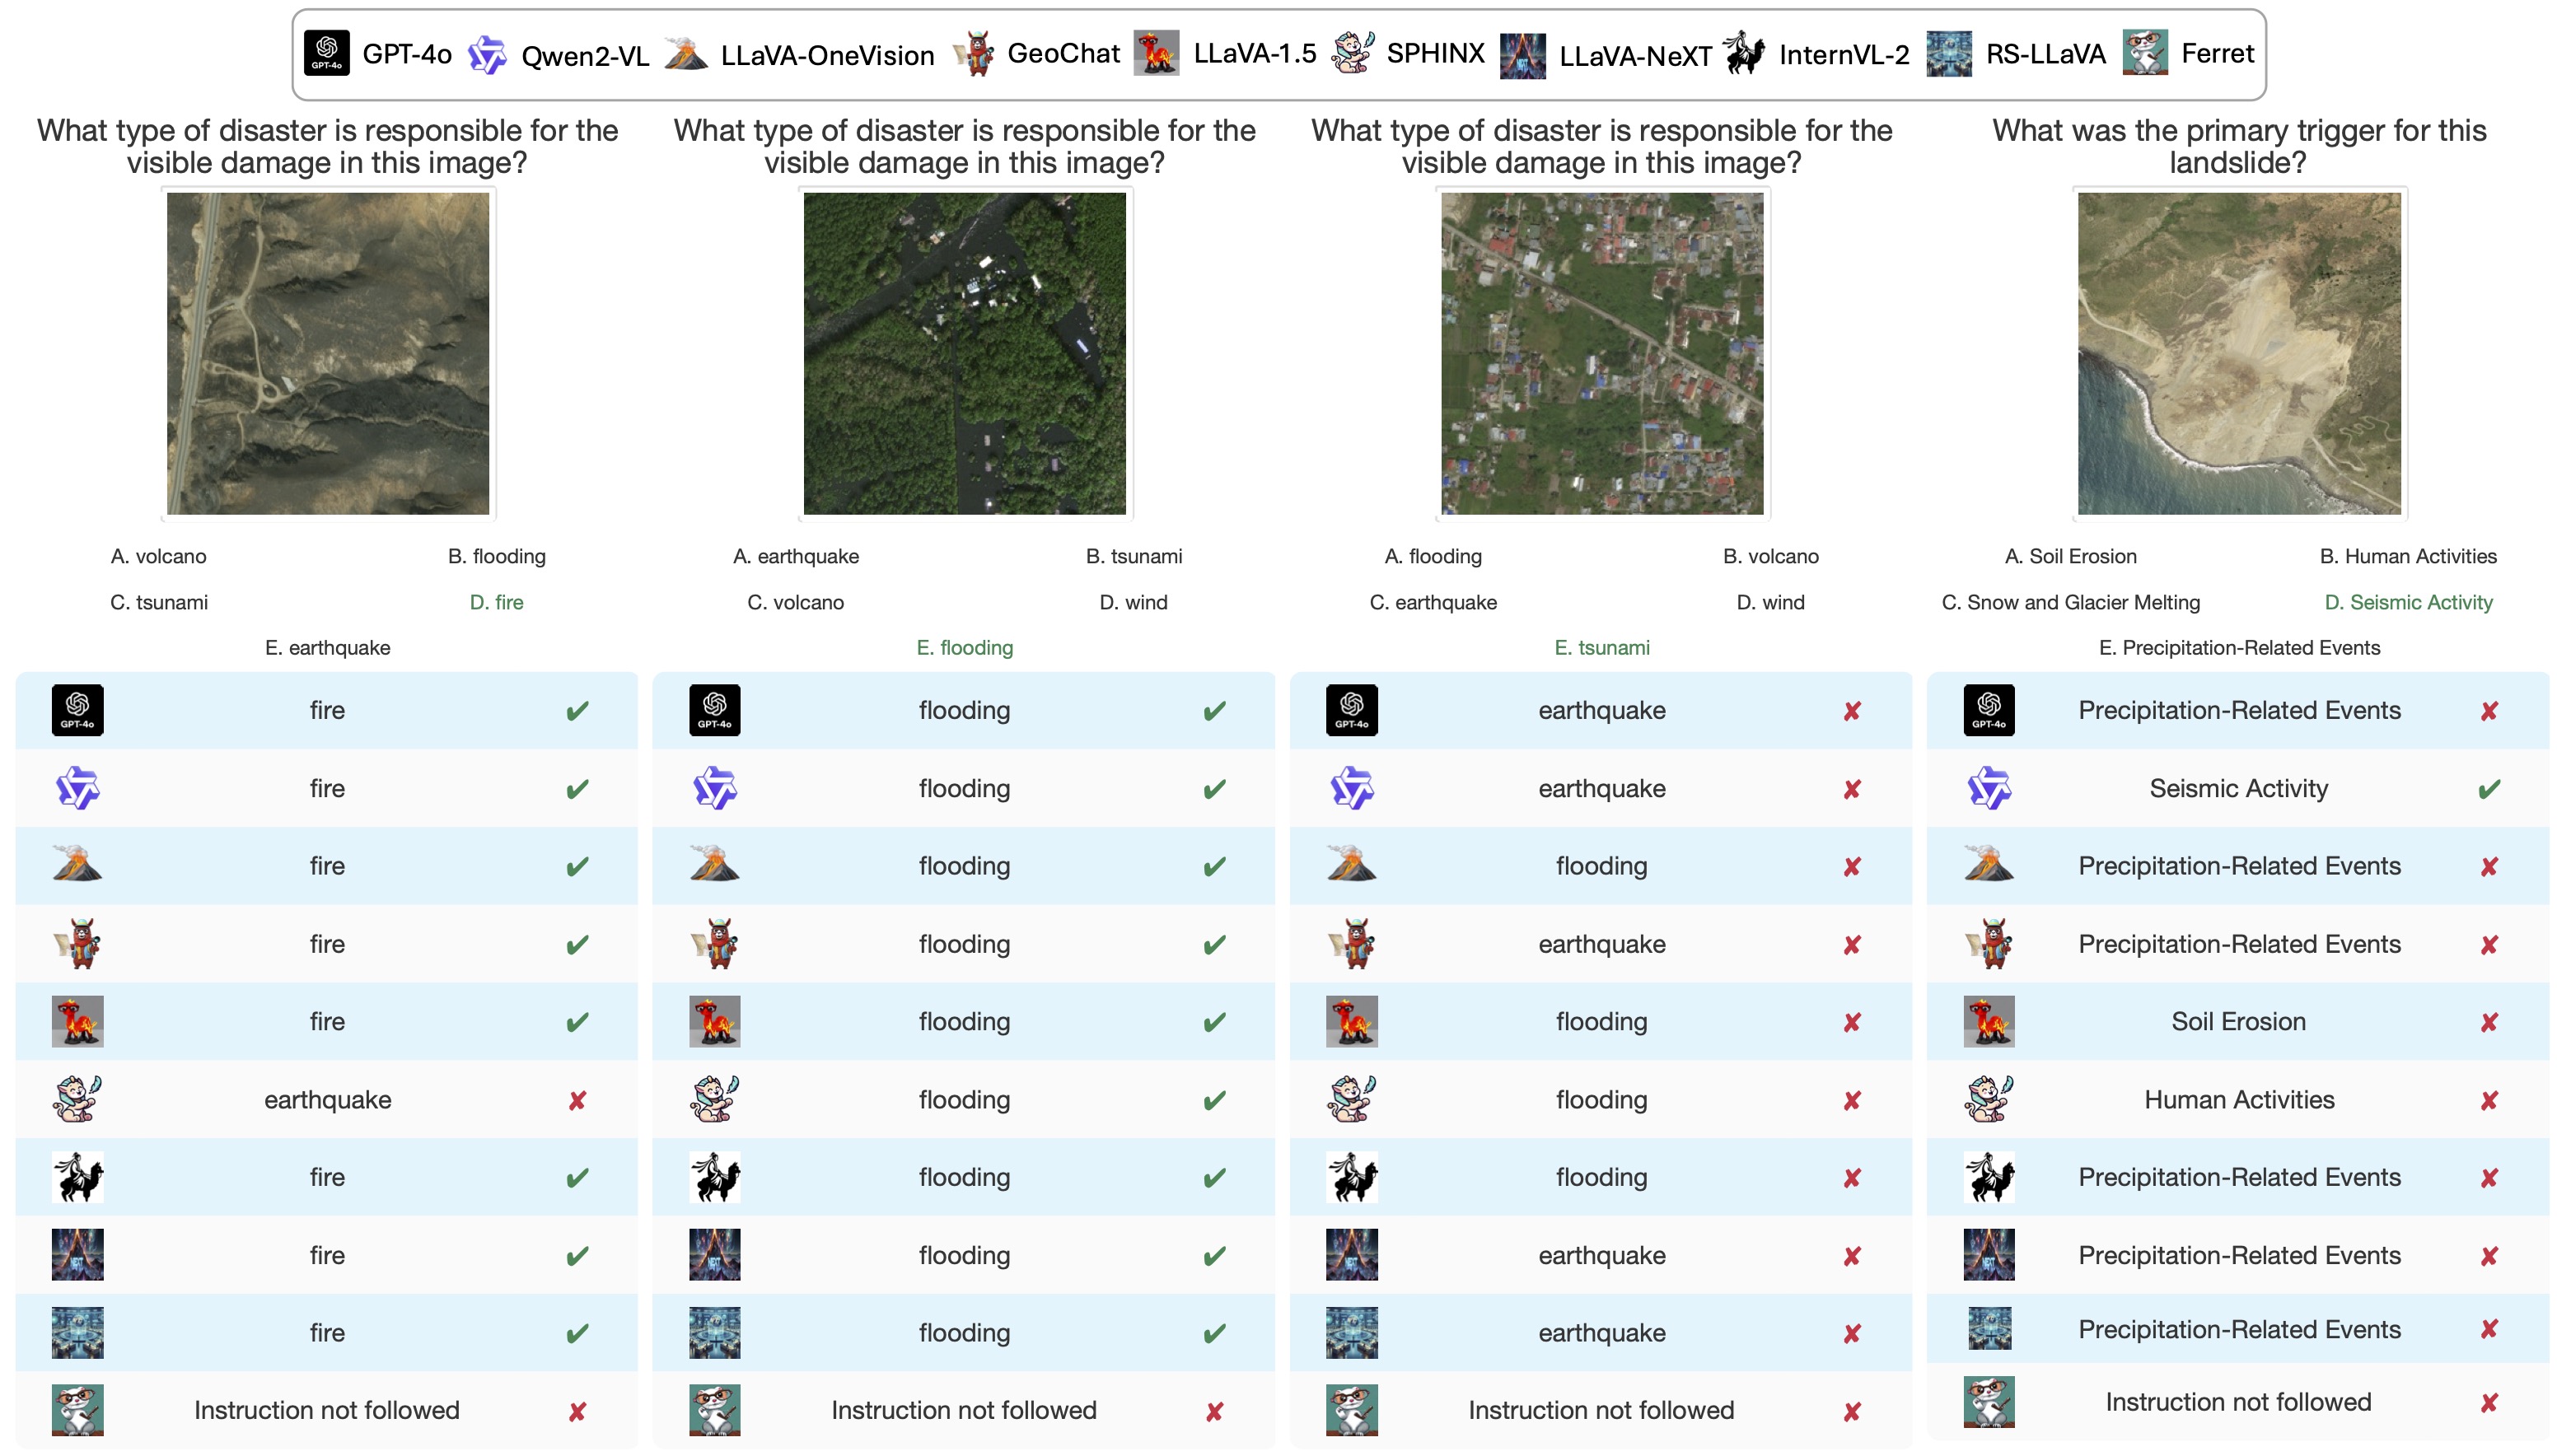 GPT-4o Qwen2-VL LLaVA-OneVision GeoChat LLaVA-1.5 SPHINX LLaVA-NeXT InternVL-2 RS-LLaVA Ferret
What type of disaster is responsible for the
visible damage in this image?
A. volcano B. flooding
C. tsunami D. fire
E. earthquake
GPT-4o fire ✔
fire ✔
fire ✔
fire ✔
fire ✔
earthquake ✘
fire ✔
NEXT fire ✔
fire ✔
Instruction not followed ✘
What type of disaster is responsible for the
visible damage in this image?
A. earthquake B. tsunami
C. volcano D. wind
E. flooding
GPT-4o flooding ✔
flooding ✔
flooding ✔
flooding ✔
flooding ✔
flooding ✔
flooding ✔
NEXT flooding ✔
flooding ✔
Instruction not followed ✘
What type of disaster is responsible for the
visible damage in this image?
A. flooding B. volcano
C. earthquake D. wind
E. tsunami
GPT-4o earthquake ✘
earthquake ✘
flooding ✘
earthquake ✘
flooding ✘
flooding ✘
flooding ✘
NEXT earthquake ✘
earthquake ✘
Instruction not followed ✘
What was the primary trigger for this
landslide?
A. Soil Erosion B. Human Activities
C. Snow and Glacier Melting D. Seismic Activity
E. Precipitation-Related Events
GPT-4o Precipitation-Related Events ✘
Seismic Activity ✔
Precipitation-Related Events ✘
Precipitation-Related Events ✘
Soil Erosion ✘
Human Activities ✘
Precipitation-Related Events ✘
NEXT Precipitation-Related Events ✘
Precipitation-Related Events ✘
Instruction not followed ✘